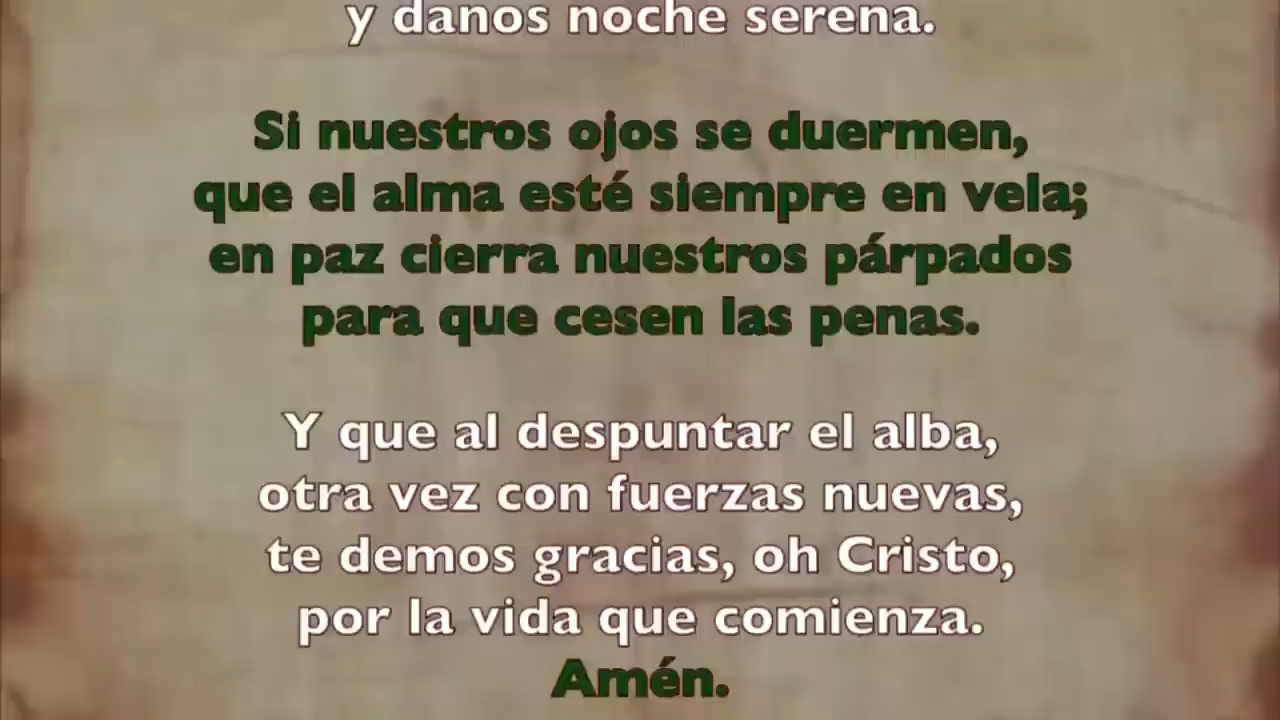 y danos noche serena.
Si nuestros ojos se duermen,
que el alma esté siempre en vela;
en paz cierra nuestros párpados
para que cesen las penas.
Y que al despuntar el alba,
otra vez con fuerzas nuevas,
te demos gracias, oh Cristo,
por la vida que comienza.
Amén.